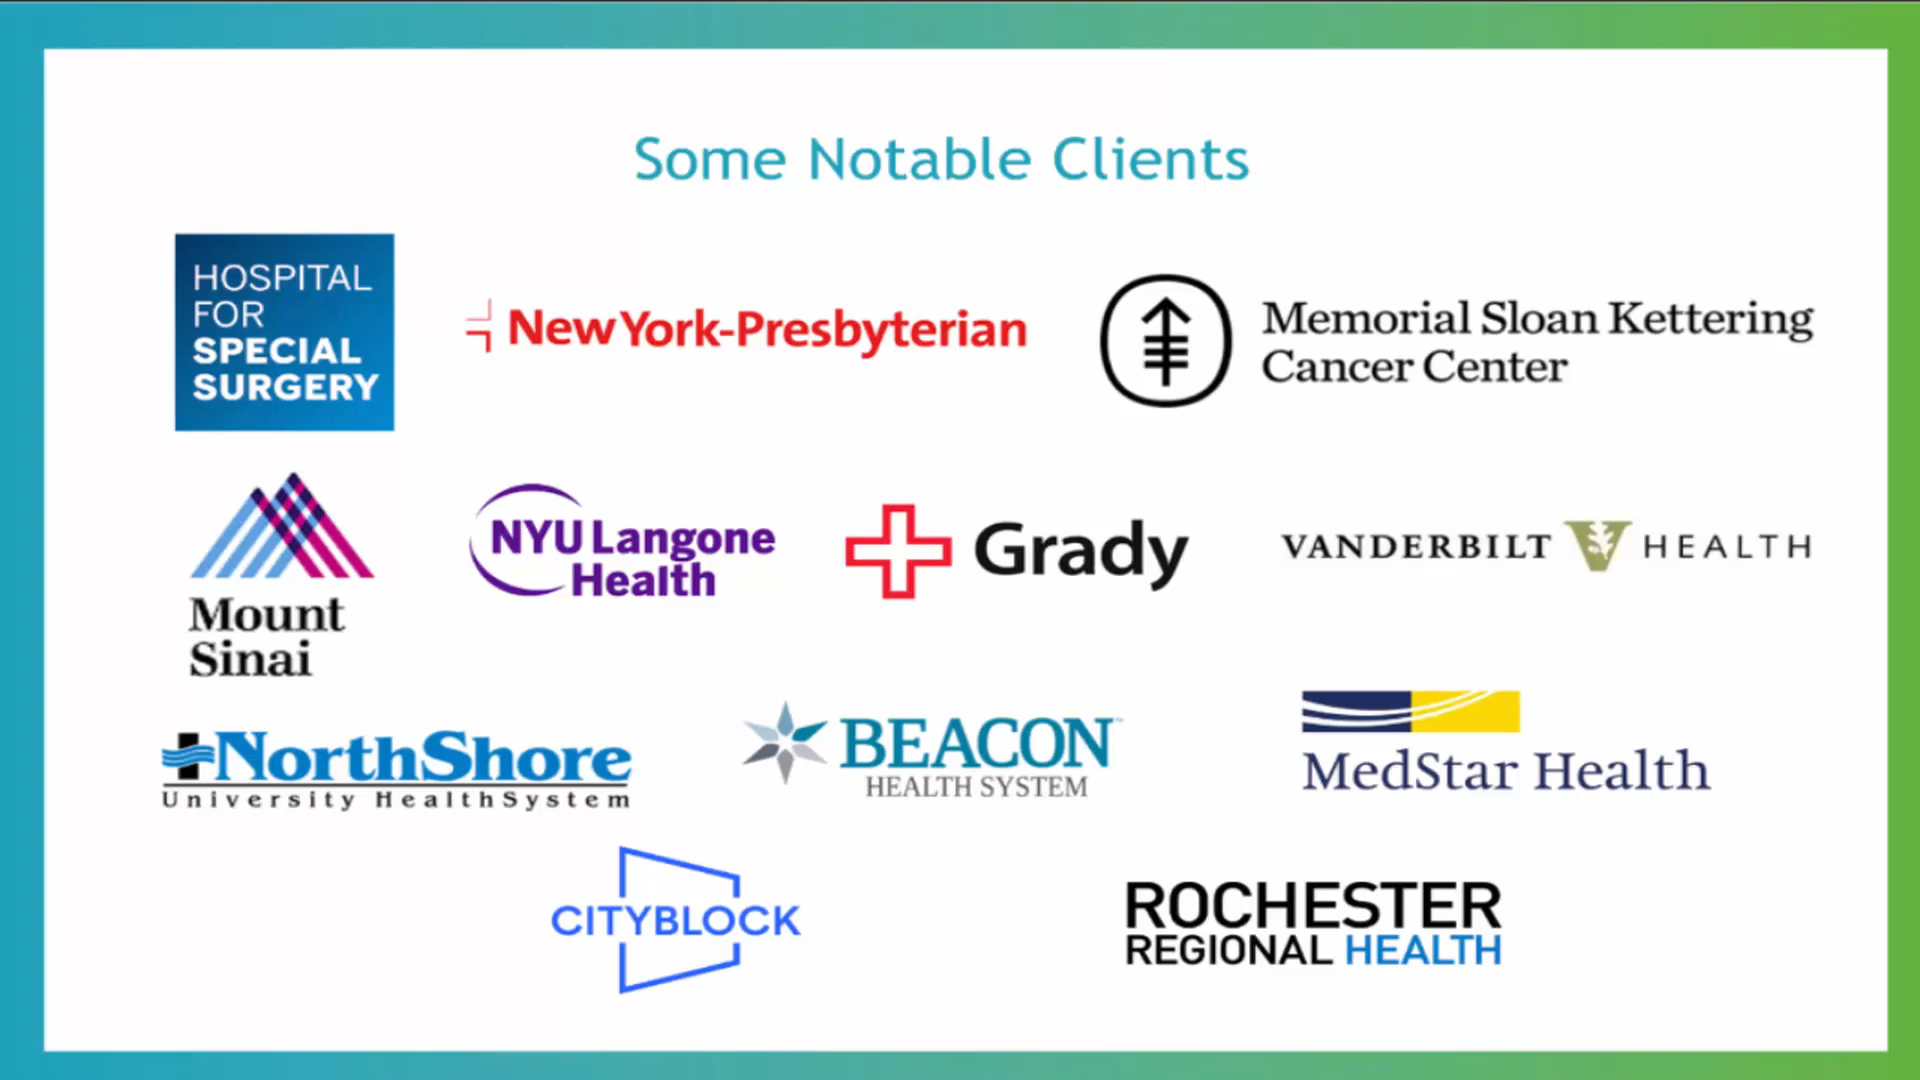 Some Notable Clients
HOSPITAL
FOR
SPECIAL
SURGERY
NewYork-Presbyterian
Memorial Sloan Kettering
Cancer Center
Mount
Sinai
NYU Langone
Health
Grady
VANDERBILT V HEALTH
NorthShore
University HealthSystem
BEACON™
HEALTH SYSTEM
MedStar Health
CITYBLOCK
ROCHESTER
REGIONAL HEALTH